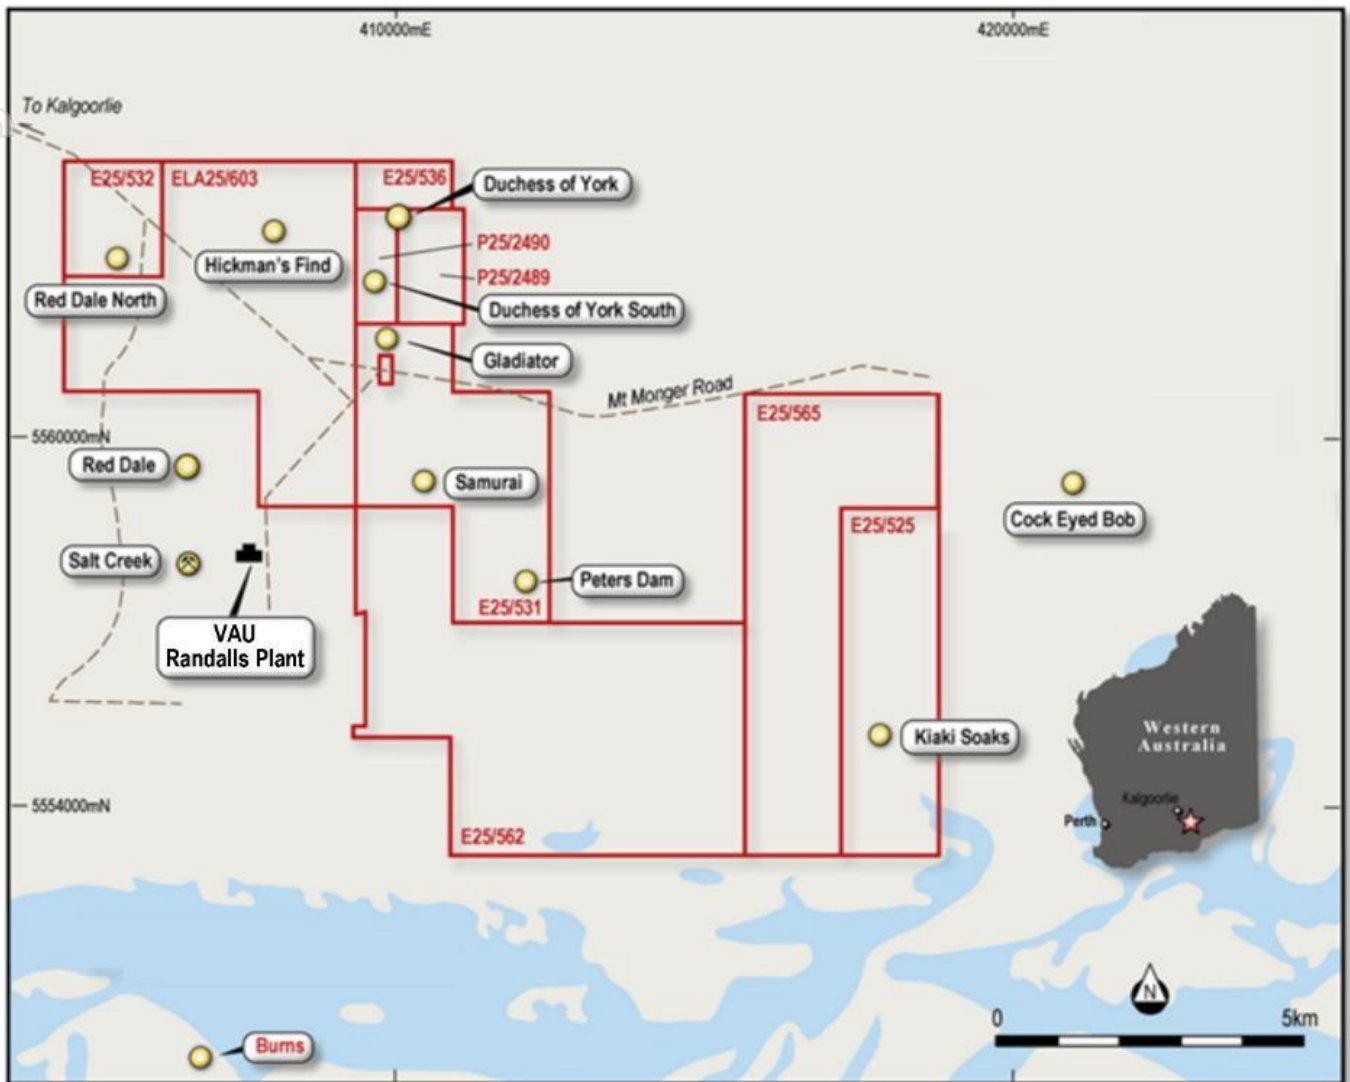 410000mE
420000mE
To Kalgoorlie
E25/532
ELA25/603
E25/536
Duchess of York
P25/2490
Hickman's Find
P25/2489
Red Dale North
Duchess of York South
Gladiator
Mt Monger Road
E25/565
5560000mN
Red Dale
Samurai
Cock Eyed Bob
E25/525
Salt Creek
Peters Dam
E25/531
VAU
Randalls Plant
Western
Australia
Kiaki Soaks
Kalgoorlie
5554000mN
Perth
E25/562
N
0
5km
Burns